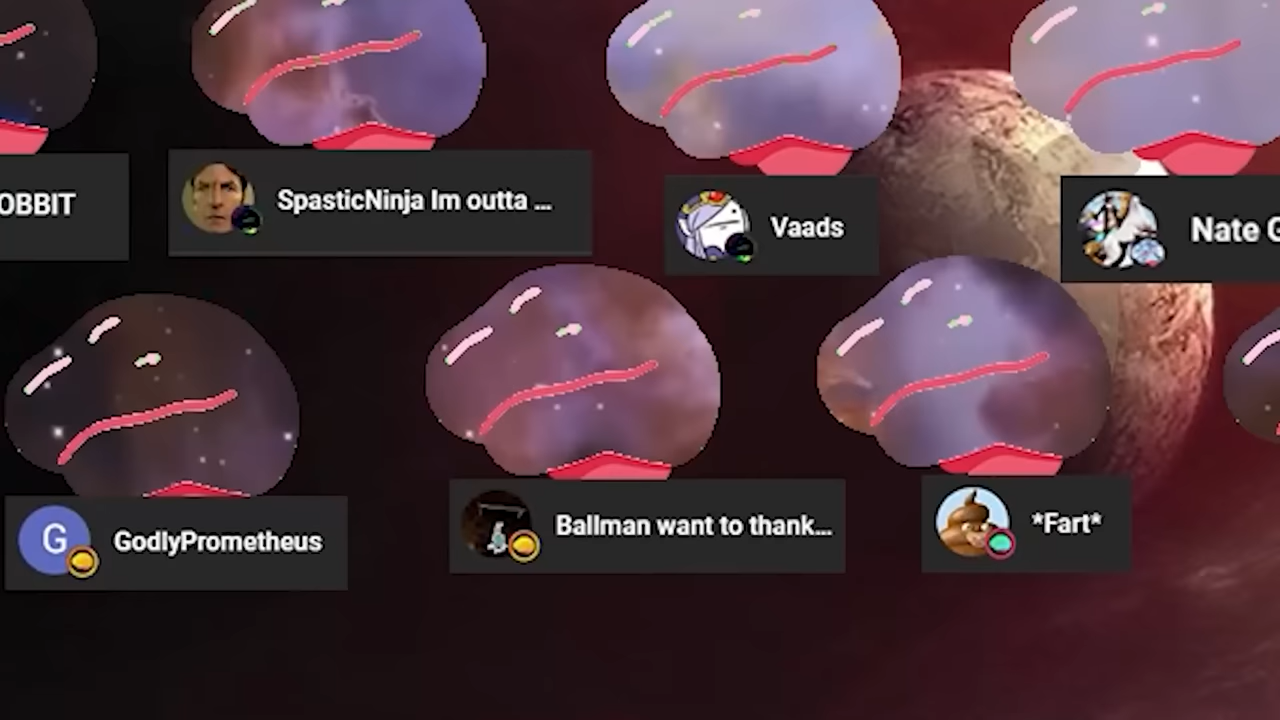 OBBIT
SpasticNinja Im outta ...
Vaads
Nate G
G
GodlyPrometheus
Ballman want to thank...
*Fart*